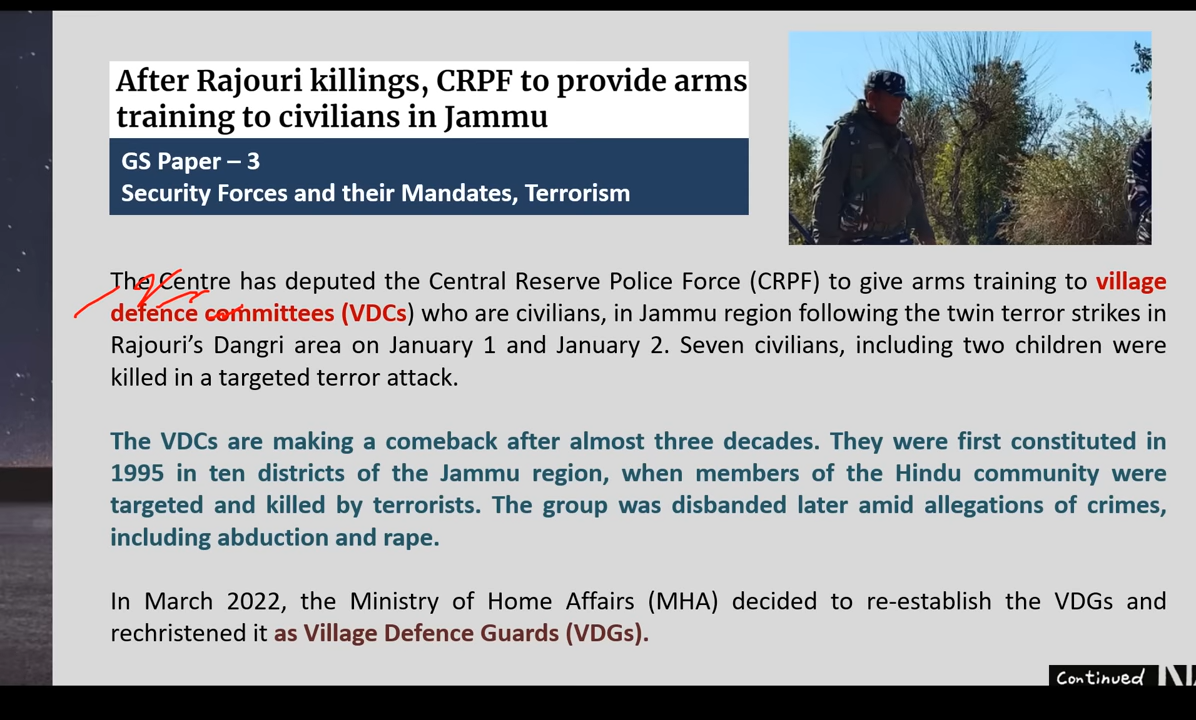 After Rajouri killings, CRPF to provide arms
training to civilians in Jammu
GS Paper – 3
Security Forces and their Mandates, Terrorism
The Centre has deputed the Central Reserve Police Force (CRPF) to give arms training to village
defence committees (VDCs) who are civilians, in Jammu region following the twin terror strikes in
Rajouri’s Dangri area on January 1 and January 2. Seven civilians, including two children were
killed in a targeted terror attack.
The VDCs are making a comeback after almost three decades. They were first constituted in
1995 in ten districts of the Jammu region, when members of the Hindu community were
targeted and killed by terrorists. The group was disbanded later amid allegations of crimes,
including abduction and rape.
In March 2022, the Ministry of Home Affairs (MHA) decided to re-establish the VDGs and
rechristened it as Village Defence Guards (VDGs).
Continued